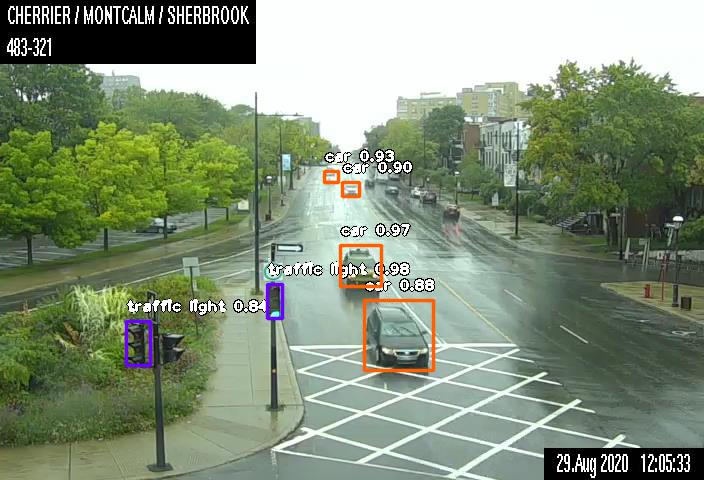 CHERRIER / MONTCALM / SHERBROOK
483-321
car 0.93
car 0.90
car 0.97
traffic light 0.98
car 0.88
traffic light 0.84
29.Aug 2020 12:05:33